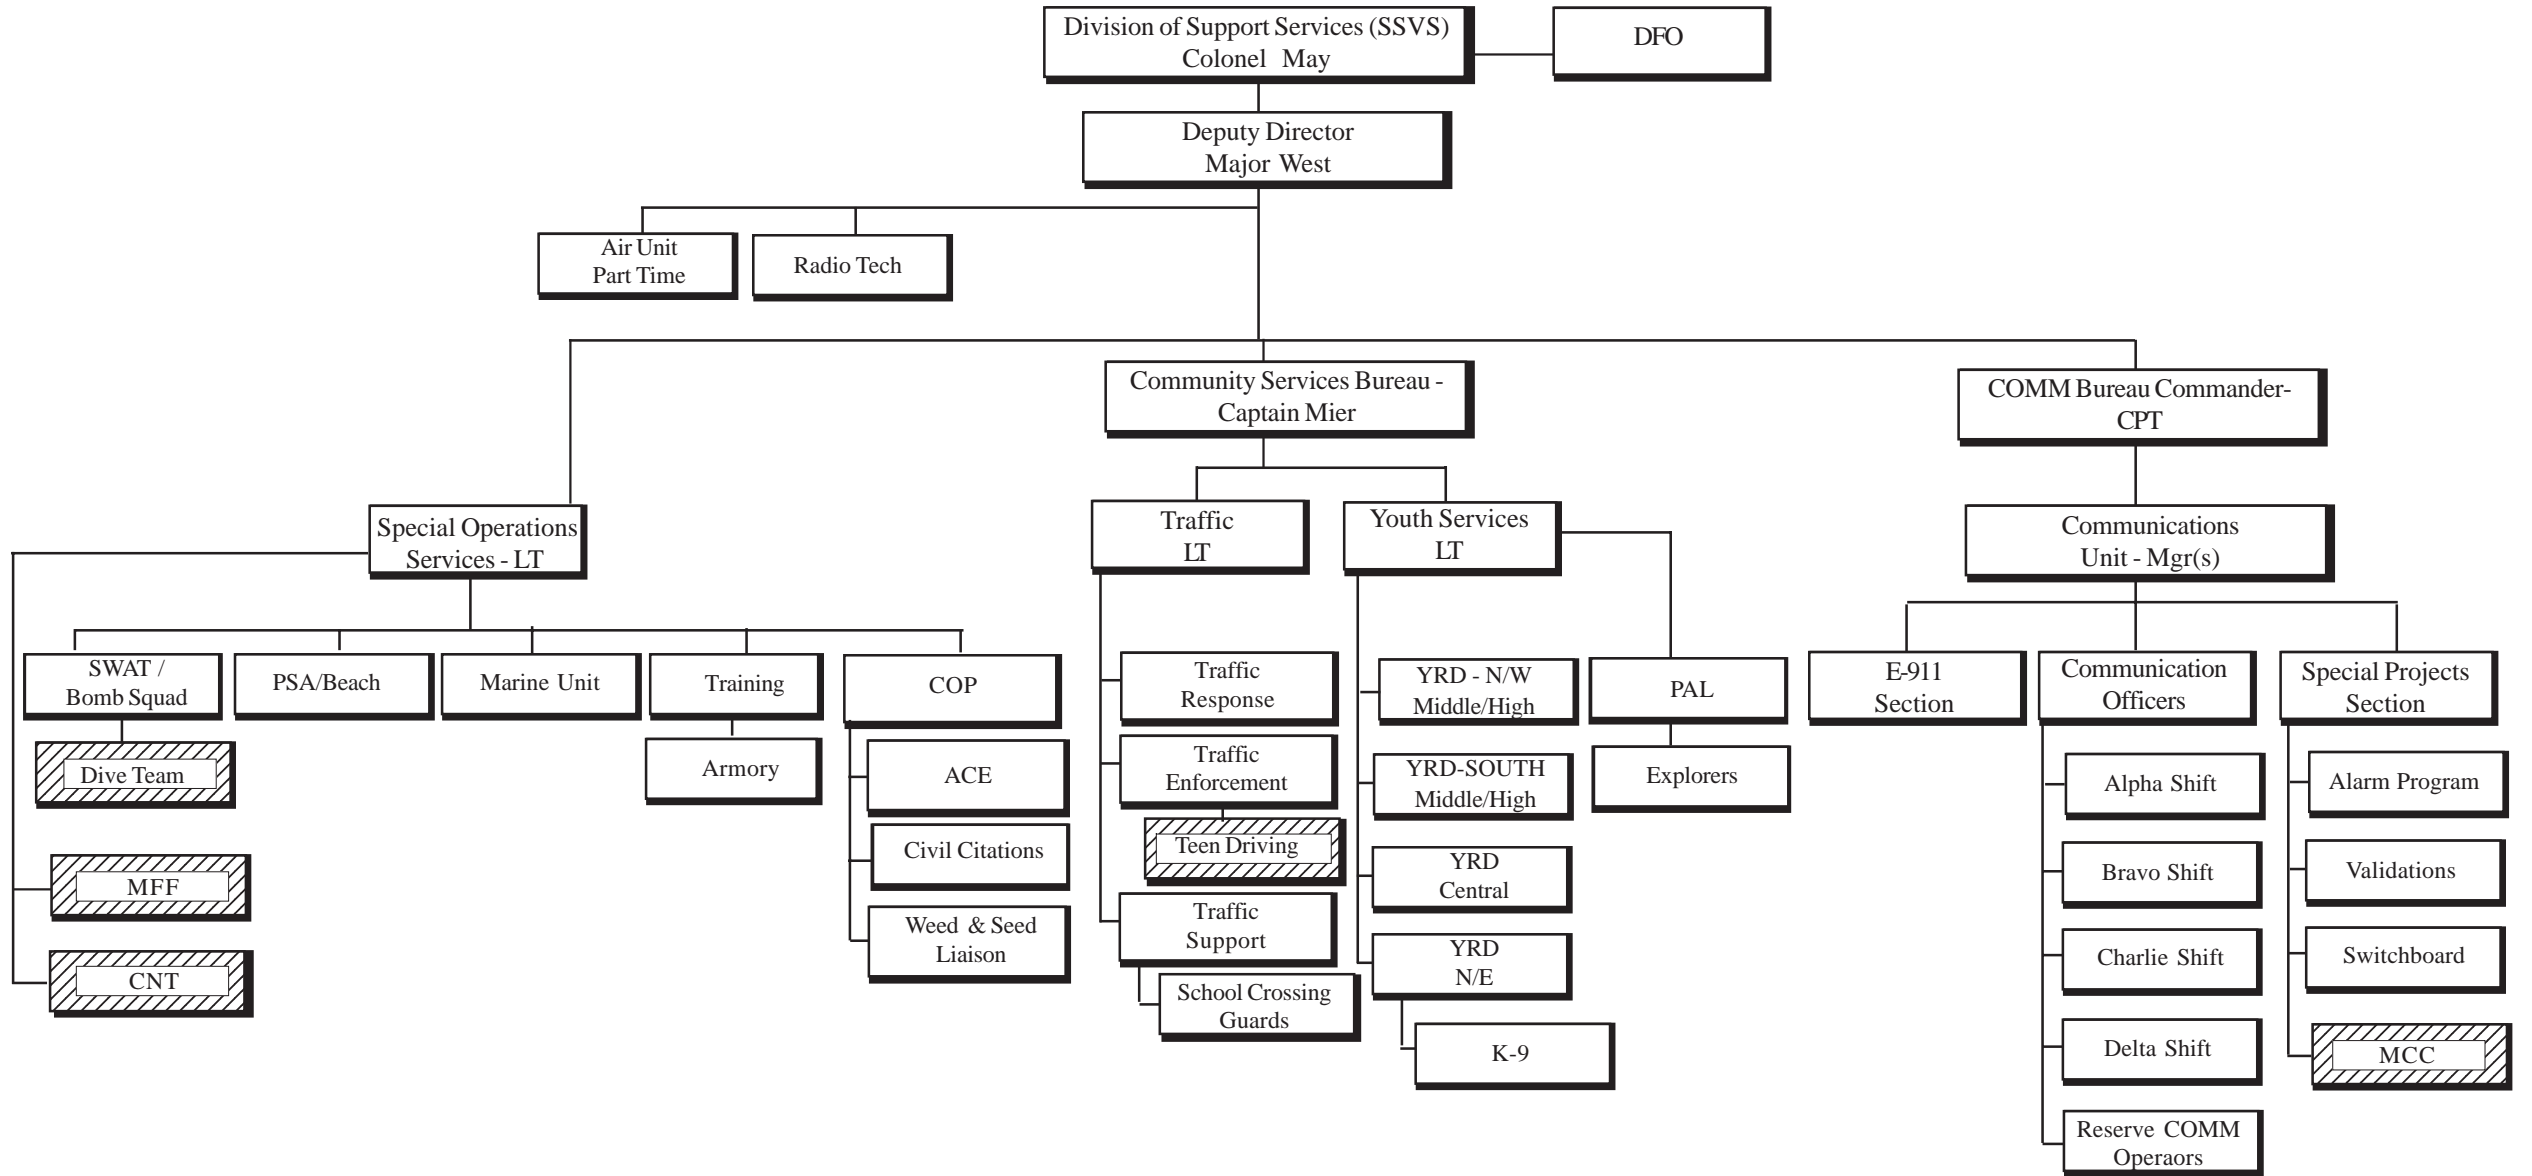 Division of Support Services (SSVS)
Colonel May
DFO
Deputy Director
Major West
Air Unit
Part Time
Radio Tech
Community Services Bureau -
Captain Mier
COMM Bureau Commander-
CPT
Special Operations
Services - LT
Traffic
LT
Youth Services
LT
Communications
Unit - Mgr(s)
SWAT /
Bomb Squad
PSA/Beach
Marine Unit
Training
COP
Dive Team
Armory
ACE
Civil Citations
Weed & Seed
Liaison
MFF
CNT
Traffic
Response
Traffic
Enforcement
Teen Driving
Traffic
Support
School Crossing
Guards
YRD - N/W
Middle/High
YRD-SOUTH
Middle/High
YRD
Central
YRD
N/E
K-9
PAL
Explorers
E-911
Section
Communication
Officers
Special Projects
Section
Alpha Shift
Bravo Shift
Charlie Shift
Delta Shift
Reserve COMM
Operaors
Alarm Program
Validations
Switchboard
MCC